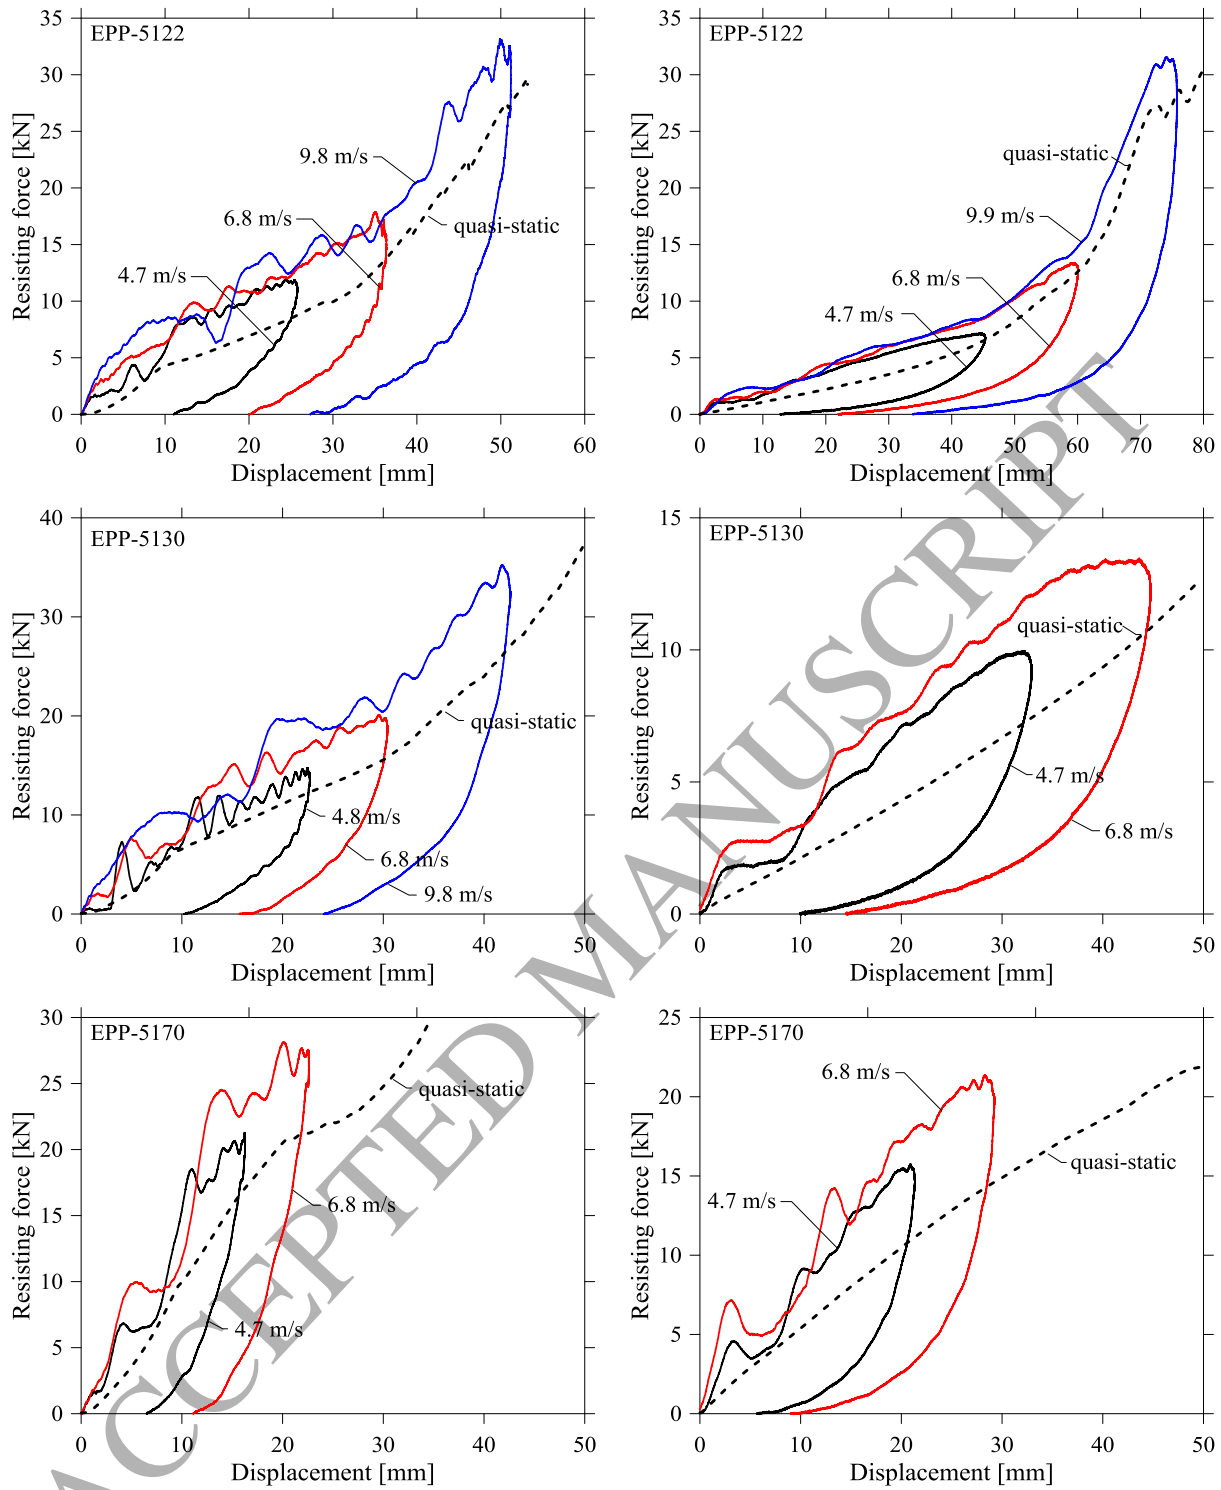 EPP-5122
Resisting force [kN]
35
30
25
20
15
10
5
0
9.8 m/s
6.8 m/s
4.7 m/s
quasi-static
0 10 20 30 40 50 60
Displacement [mm]
EPP-5122
Resisting force [kN]
35
30
25
20
15
10
5
0
quasi-static
9.9 m/s
6.8 m/s
4.7 m/s
0 10 20 30 40 50 60 70 80
Displacement [mm]
EPP-5130
Resisting force [kN]
40
30
20
10
0
quasi-static
4.8 m/s
6.8 m/s
9.8 m/s
0 10 20 30 40 50
Displacement [mm]
EPP-5130
Resisting force [kN]
15
10
5
0
quasi-static
4.7 m/s
6.8 m/s
0 10 20 30 40 50
Displacement [mm]
EPP-5170
Resisting force [kN]
30
25
20
15
10
5
0
quasi-static
6.8 m/s
4.7 m/s
0 10 20 30 40 50
Displacement [mm]
EPP-5170
Resisting force [kN]
25
20
15
10
5
0
6.8 m/s
4.7 m/s
quasi-static
0 10 20 30 40 50
Displacement [mm]
ACCEPTED MANUSCRIPT